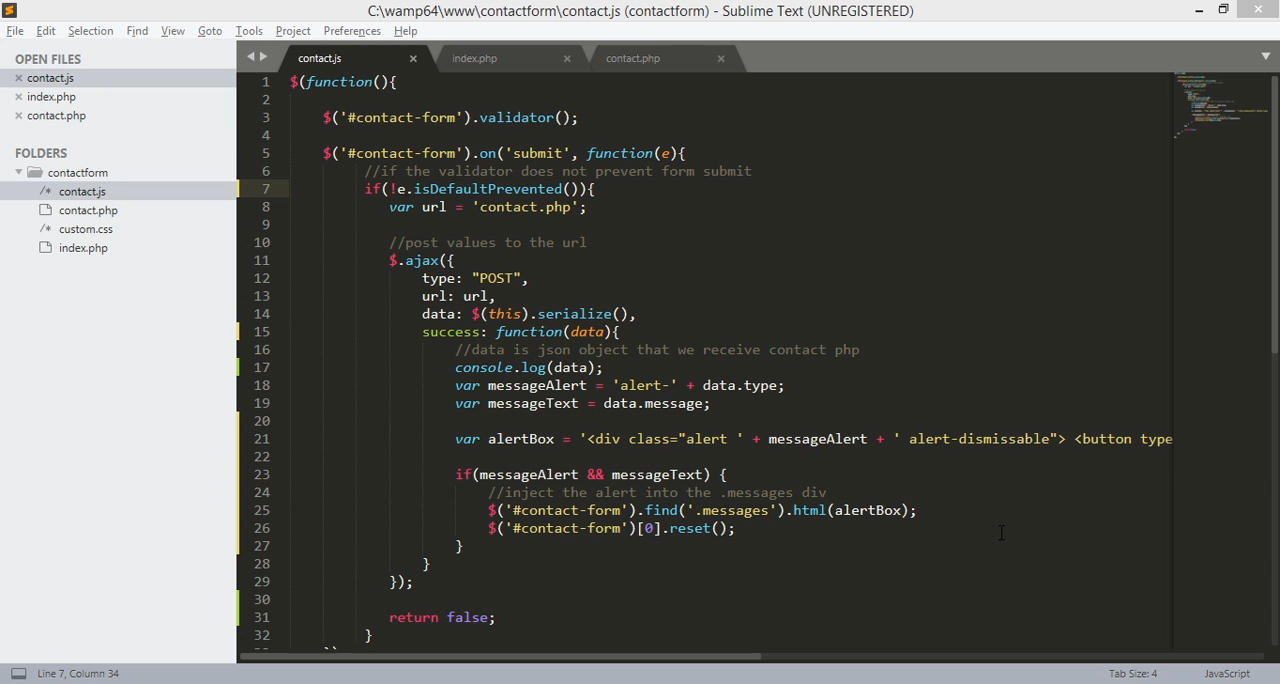 C:\wamp64\www\contactform\contact.js (contactform) - Sublime Text (UNREGISTERED)
File Edit Selection Find View Goto Tools Project Preferences Help
OPEN FILES
contact.js
index.php
contact.php
FOLDERS
contactform
/* contact.js
contact.php
/* custom.css
index.php
contact.js index.php contact.php
1 $(function(){
2
3 $('#contact-form').validator();
4
5 $('#contact-form').on('submit', function(e){
6 //if the validator does not prevent form submit
7 if(!e.isDefaultPrevented()){
8 var url = 'contact.php';
9
10 //post values to the url
11 $.ajax({
12 type: "POST",
13 url: url,
14 data: $(this).serialize(),
15 success: function(data){
16 //data is json object that we receive contact php
17 console.log(data);
18 var messageAlert = 'alert-' + data.type;
19 var messageText = data.message;
20
21 var alertBox = '<div class="alert ' + messageAlert + ' alert-dismissable"> <button type
22
23 if(messageAlert && messageText) {
24 //inject the alert into the .messages div
25 $('#contact-form').find('.messages').html(alertBox);
26 $('#contact-form')[0].reset();
27 }
28 }
29 });
30
31 return false;
32 }
Line 7, Column 34
Tab Size: 4
JavaScript